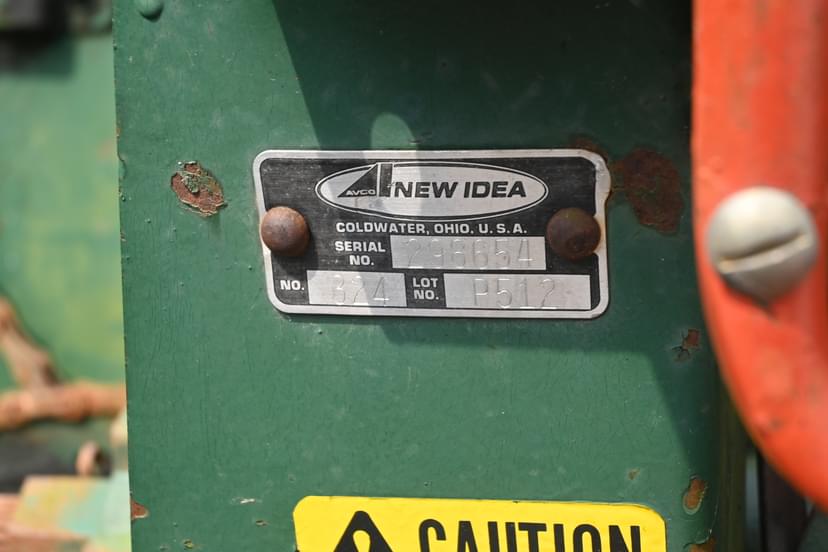 AVCO NEW IDEA
COLDWATER, OHIO, U.S.A.
SERIAL NO. 298654
NO. 324 LOT NO. P512
CAUTION